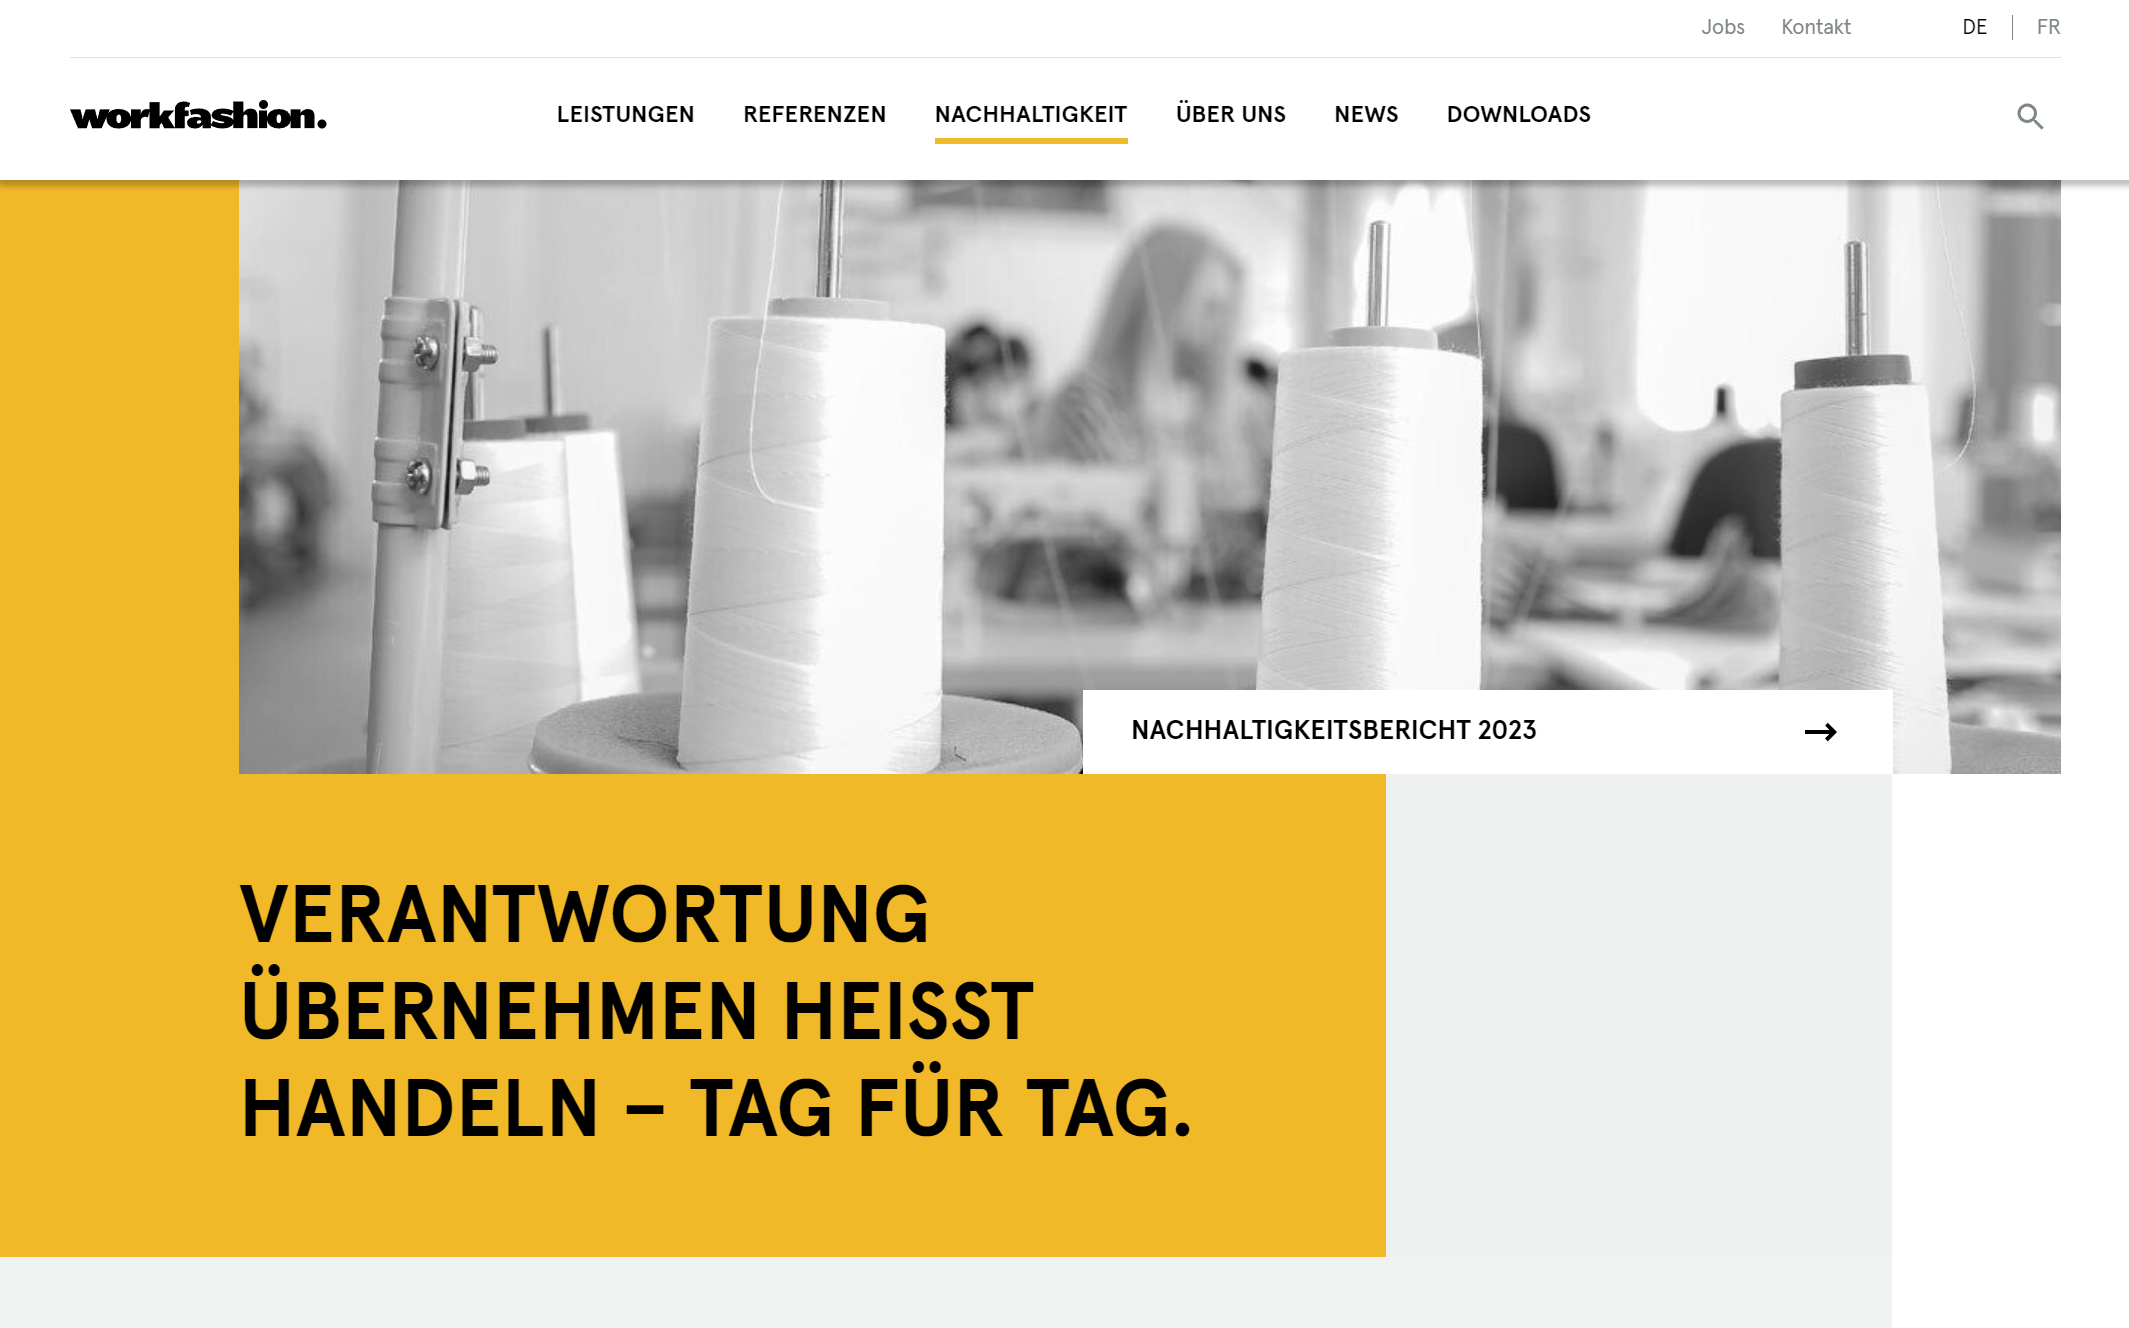 Jobs Kontakt DE FR
workfashion. LEISTUNGEN REFERENZEN NACHHALTIGKEIT ÜBER UNS NEWS DOWNLOADS
NACHHALTIGKEITSBERICHT 2023
VERANTWORTUNG
ÜBERNEHMEN HEISST
HANDELN – TAG FÜR TAG.